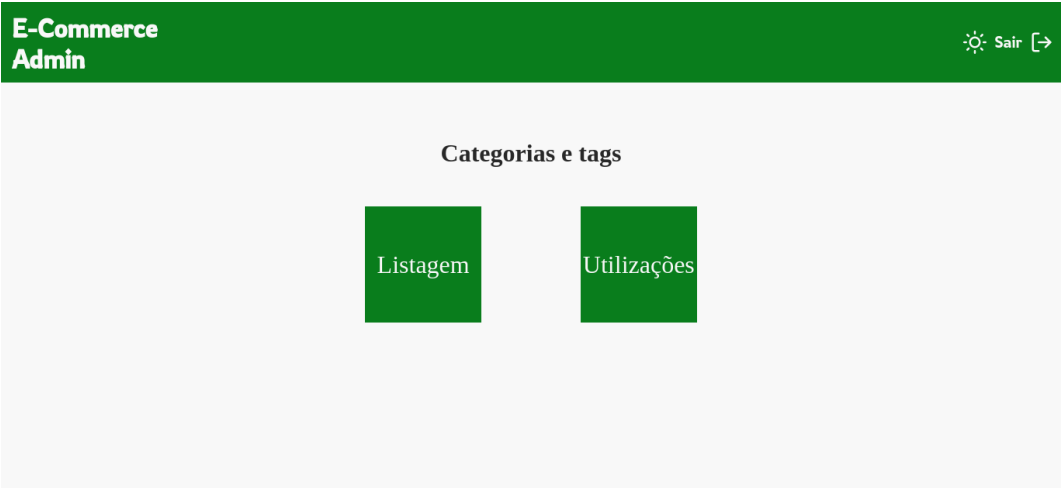 E-Commerce
Admin
Sair
Categorias e tags
Listagem
Utilizações